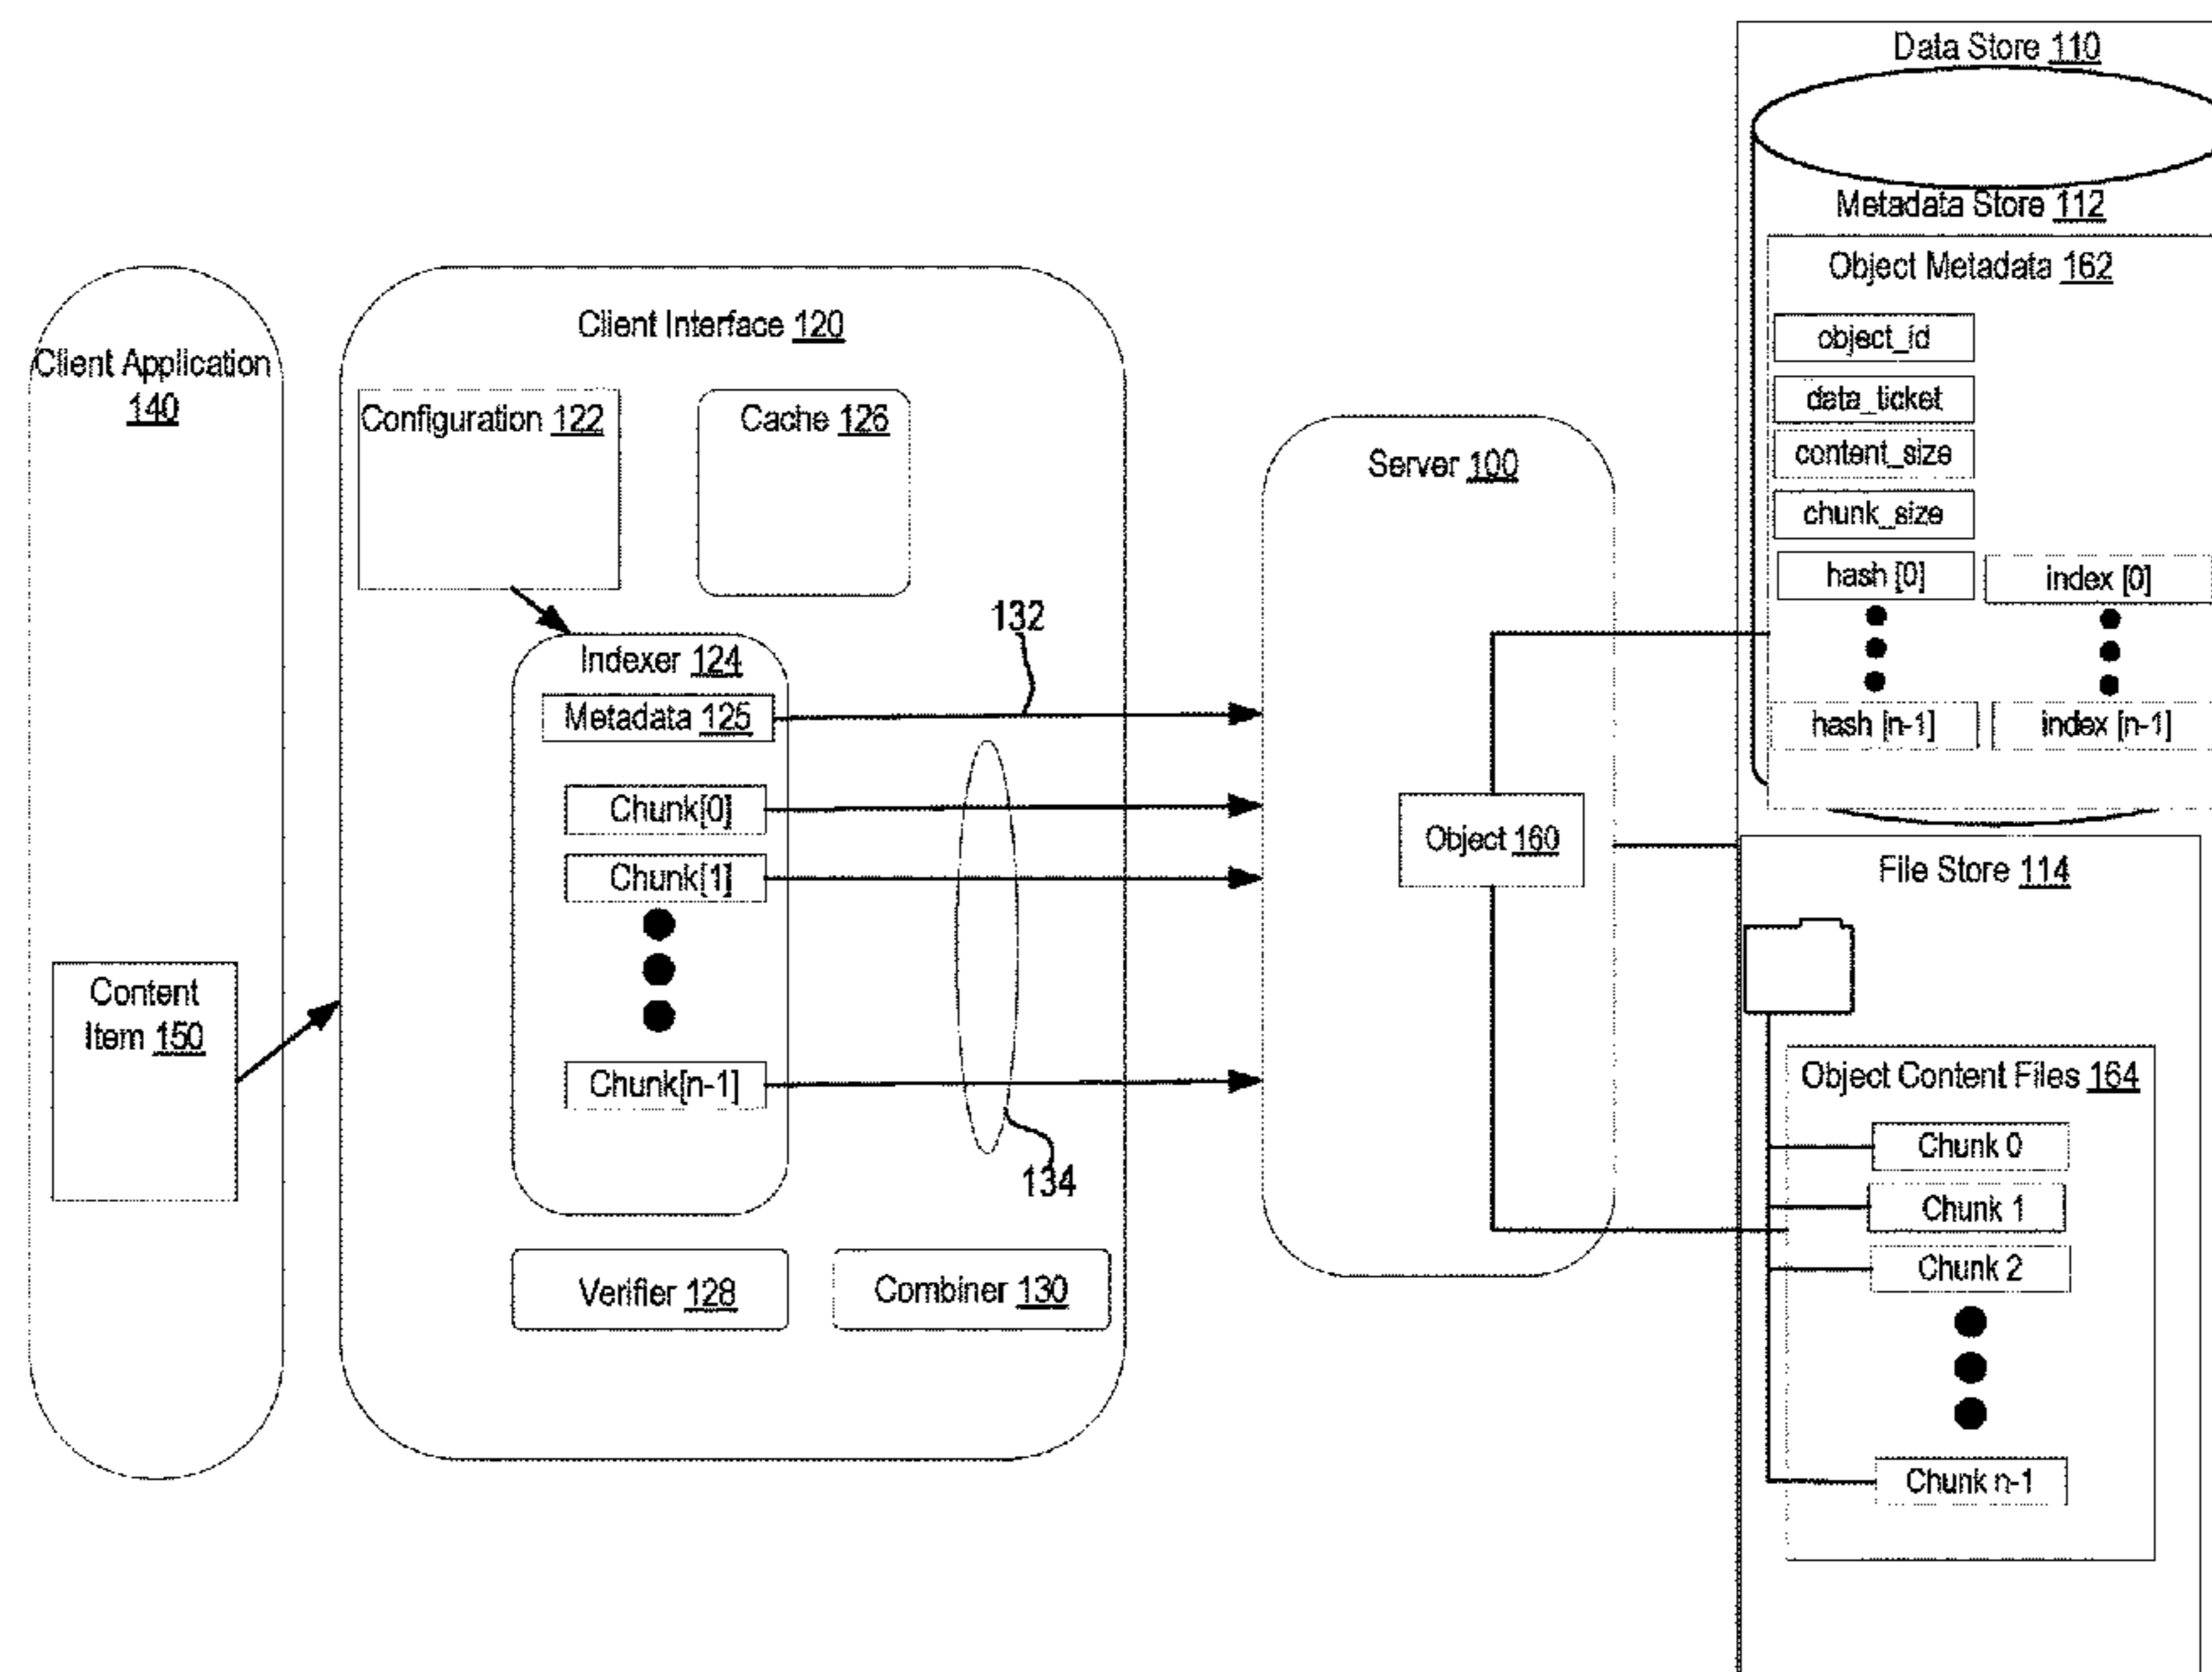 Data Store 110
Metadata Store 112
Object Metadata 162
object_id
data_ticket
content_size
chunk_size
hash [0]
index [0]
hash [n-1]
index [n-1]
Client Application
140
Content
Item 150
Client Interface 120
Configuration 122
Cache 126
Indexer 124
Metadata 125
Chunk[0]
Chunk[1]
Chunk[n-1]
132
134
Verifier 128
Combiner 130
Server 100
Object 160
File Store 114
Object Content Files 164
Chunk 0
Chunk 1
Chunk 2
Chunk n-1